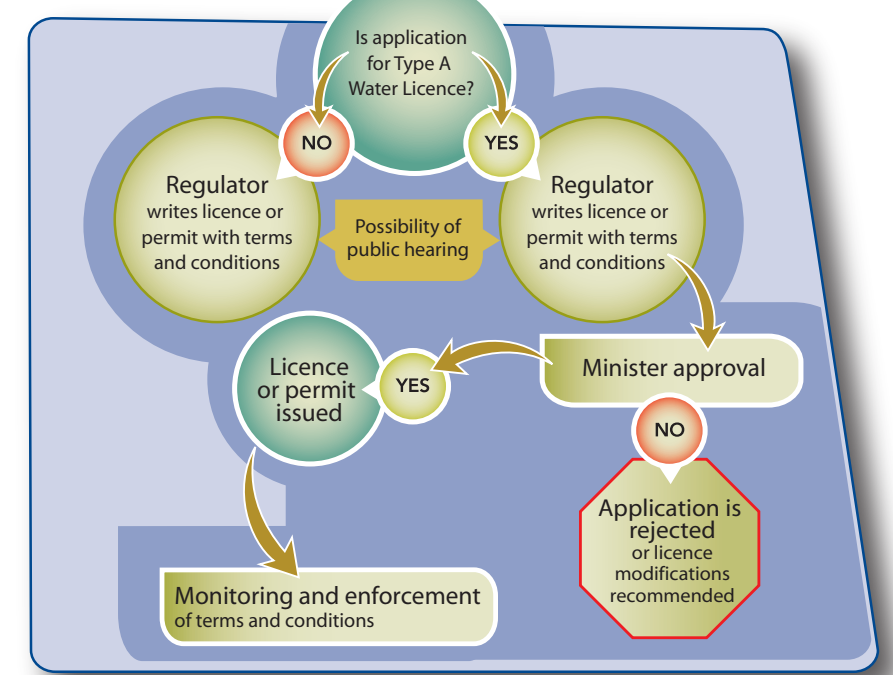 Is application
for Type A
Water Licence?
NO
YES
Regulator
writes licence or
permit with terms
and conditions
Possibility of
public hearing
Regulator
writes licence or
permit with terms
and conditions
Licence
or permit
issued
YES
Minister approval
NO
Application is
rejected
or licence
modifications
recommended
Monitoring and enforcement
of terms and conditions